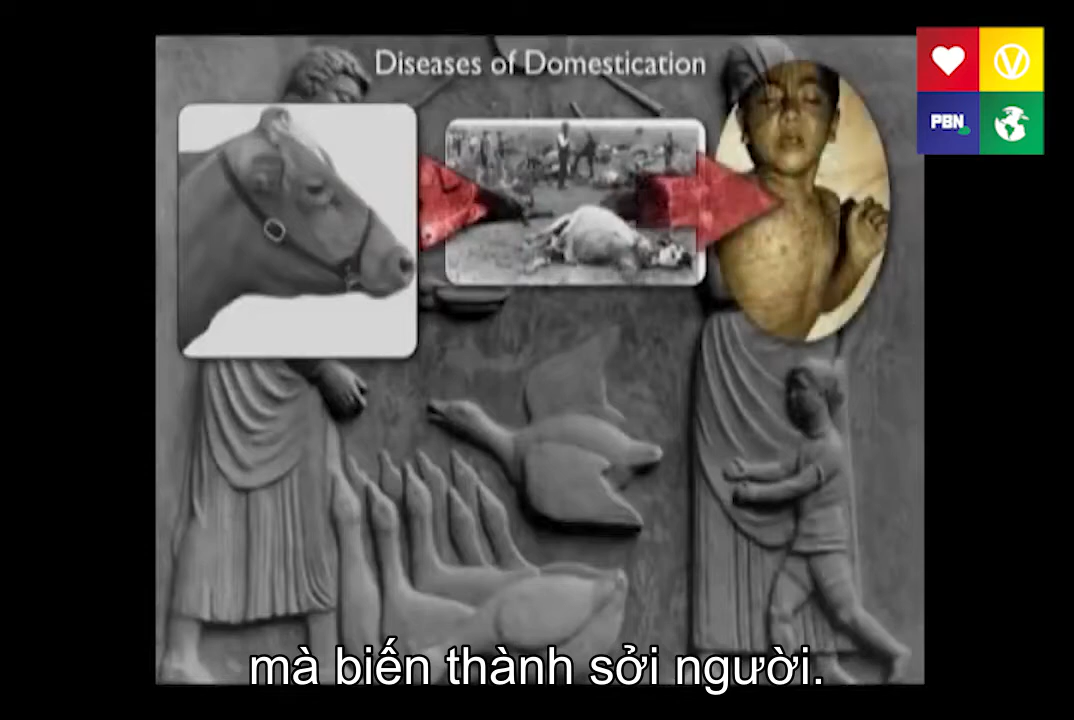 Diseases of Domestication
V
PBN
mà biến thành sởi người.